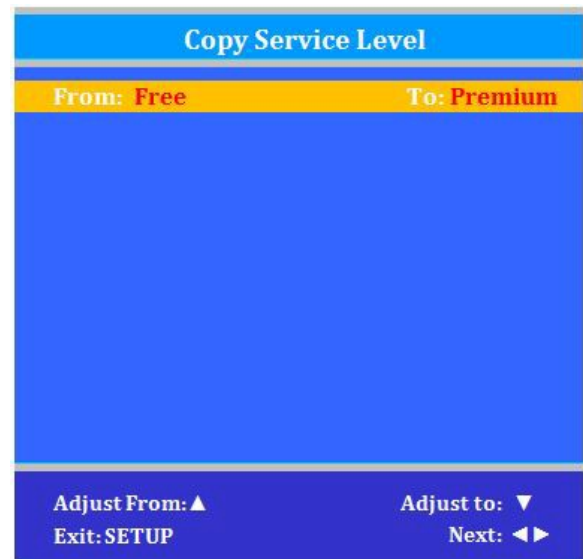 Copy Service Level
From: Free To: Premium
Adjust From:▲ Adjust to: ▼
Exit:SETUP Next: ◀▶